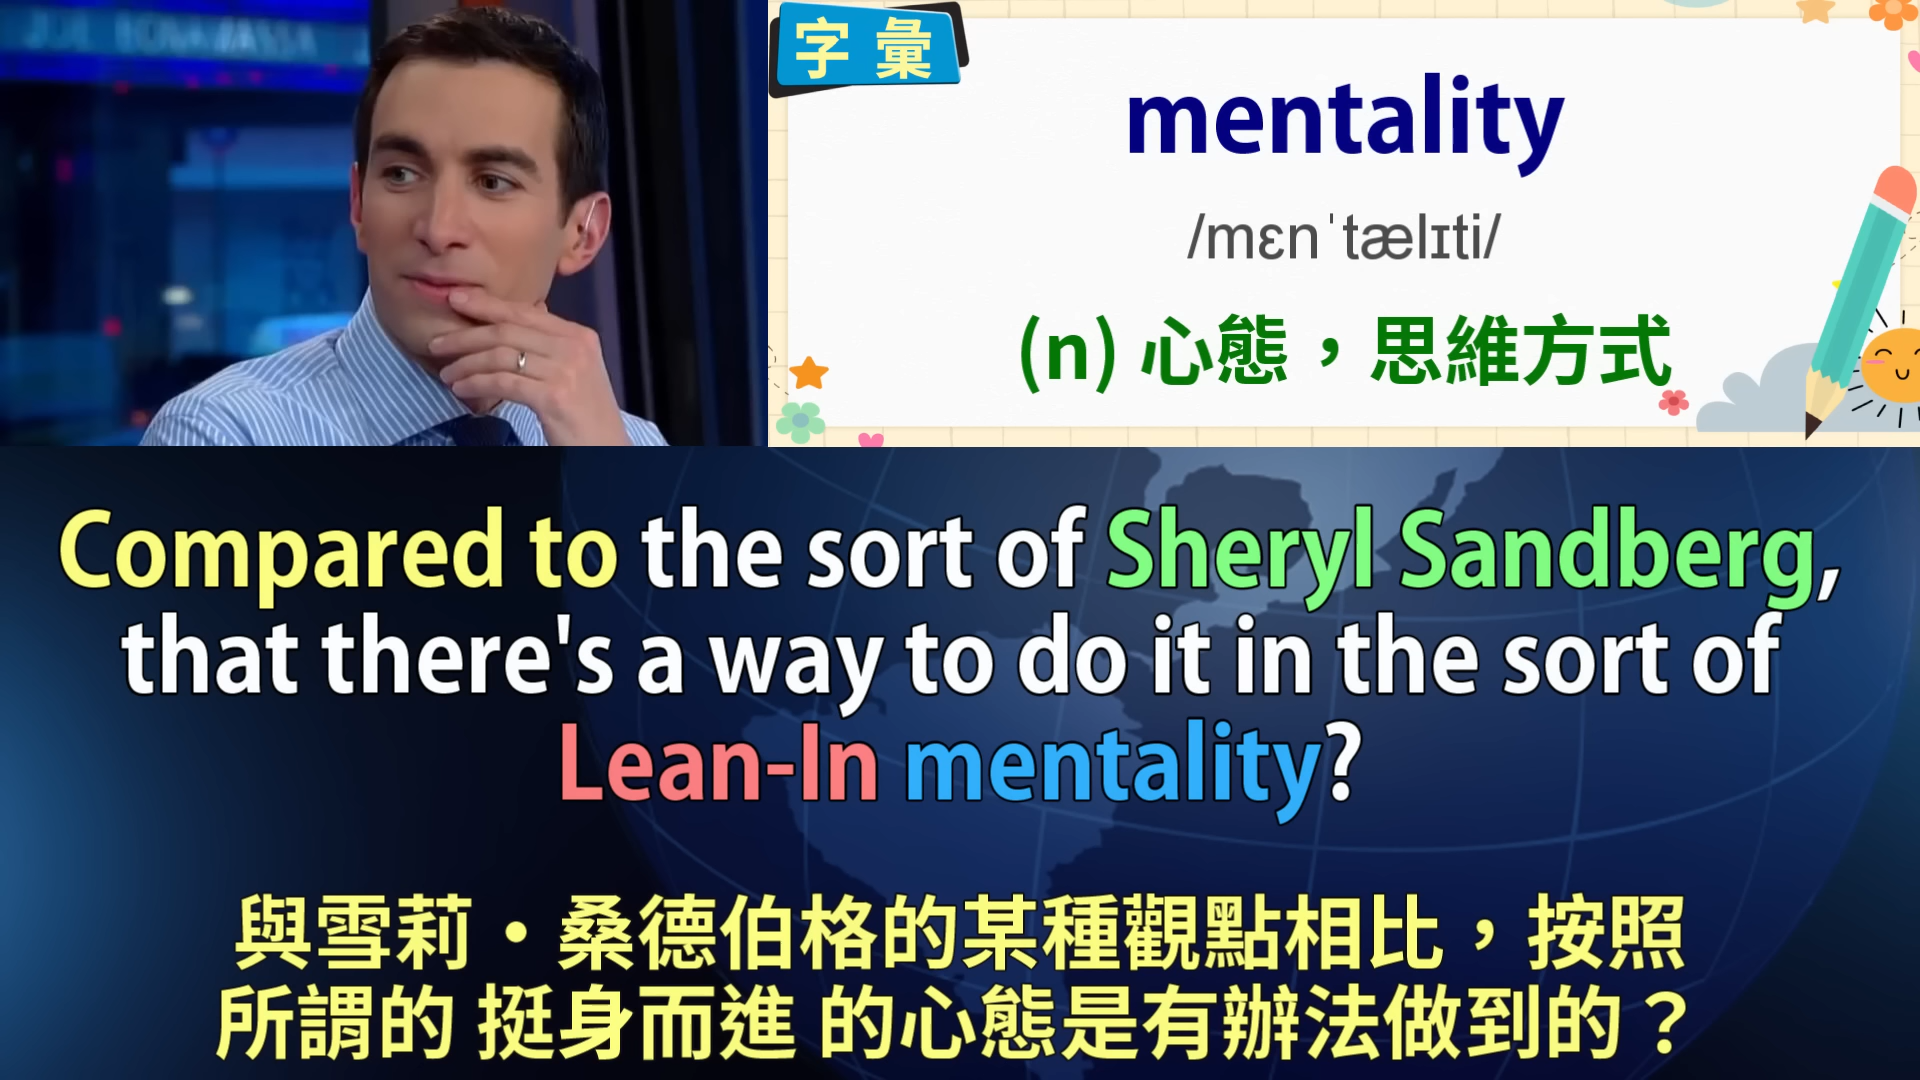 JOE BONAMASSA
字彙
mentality
/mɛnˈtælɪti/
(n) 心態，思維方式
Compared to the sort of Sheryl Sandberg,
that there's a way to do it in the sort of
Lean-In mentality?
與雪莉・桑德伯格的某種觀點相比，按照
所謂的 挺身而進 的心態是有辦法做到的？